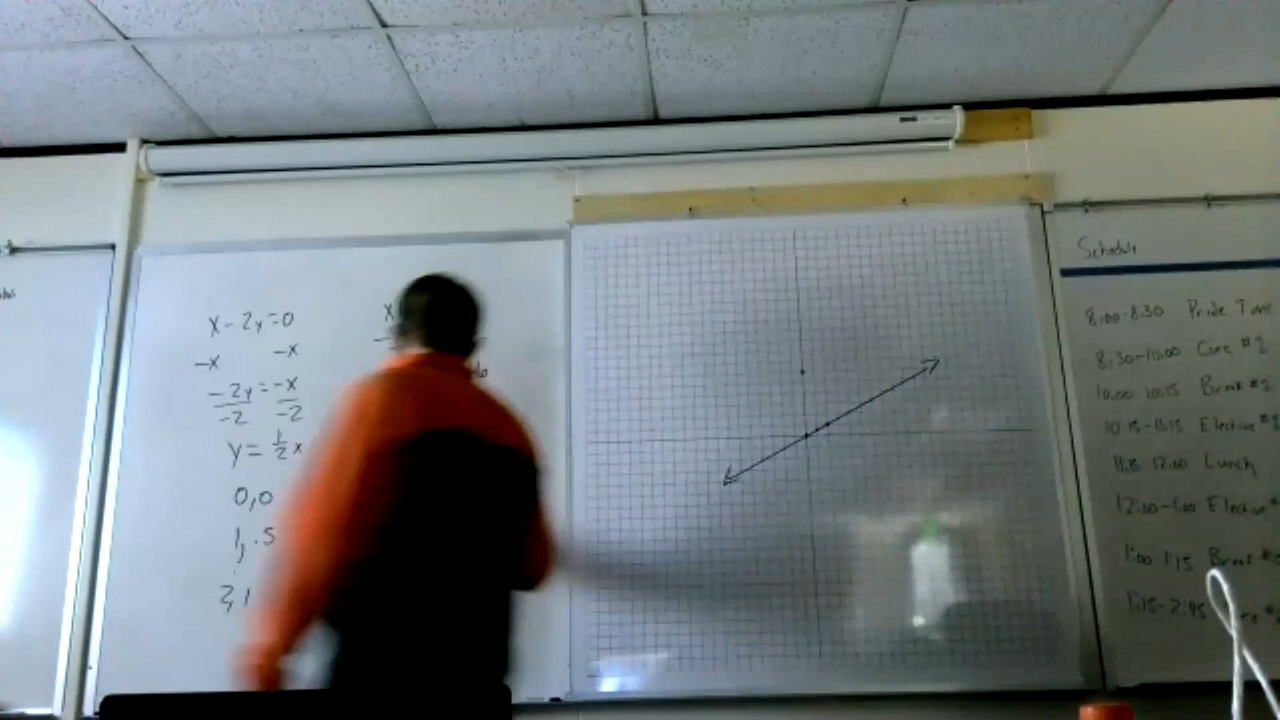 x - 2y = 0
-x -x
-2y = -x
-2 -2
y = 1/2 x
0,0
1, .5
2,1
x
Schedule
8:00-8:30 Pride Time
8:30-10:00 Core #1
10:00-10:15 Break #1
10:15-11:15 Elective #1
11:15 12:00 Lunch
12:00-1:00 Elective
1:00 1:15 Break #2
1:15-2:45